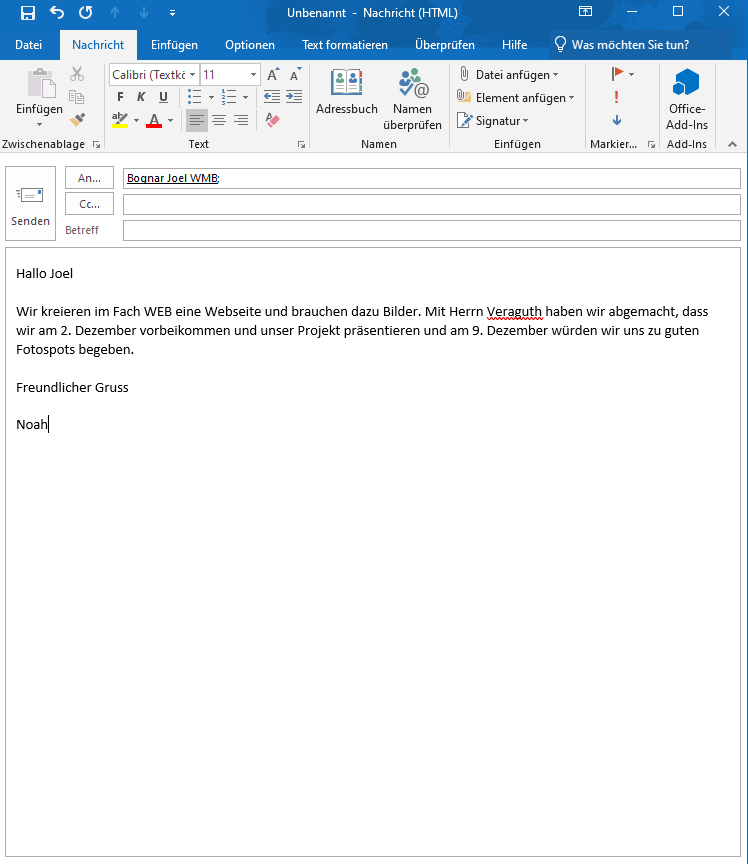 Unbenannt - Nachricht (HTML)
Datei Nachricht Einfügen Optionen Text formatieren Überprüfen Hilfe Was möchten Sie tun?
Einfügen
Zwischenablage
Calibri (Textkö 11
F K U
ab A
Text
Adressbuch
Namen überprüfen
Namen
Datei anfügen
Element anfügen
Signatur
Einfügen
Markier...
Office-
Add-Ins
Add-Ins
Senden
An... Bognar Joel WMB;
Cc...
Betreff
Hallo Joel
Wir kreieren im Fach WEB eine Webseite und brauchen dazu Bilder. Mit Herrn Veraguth haben wir abgemacht, dass
wir am 2. Dezember vorbeikommen und unser Projekt präsentieren und am 9. Dezember würden wir uns zu guten
Fotospots begeben.
Freundlicher Gruss
Noah